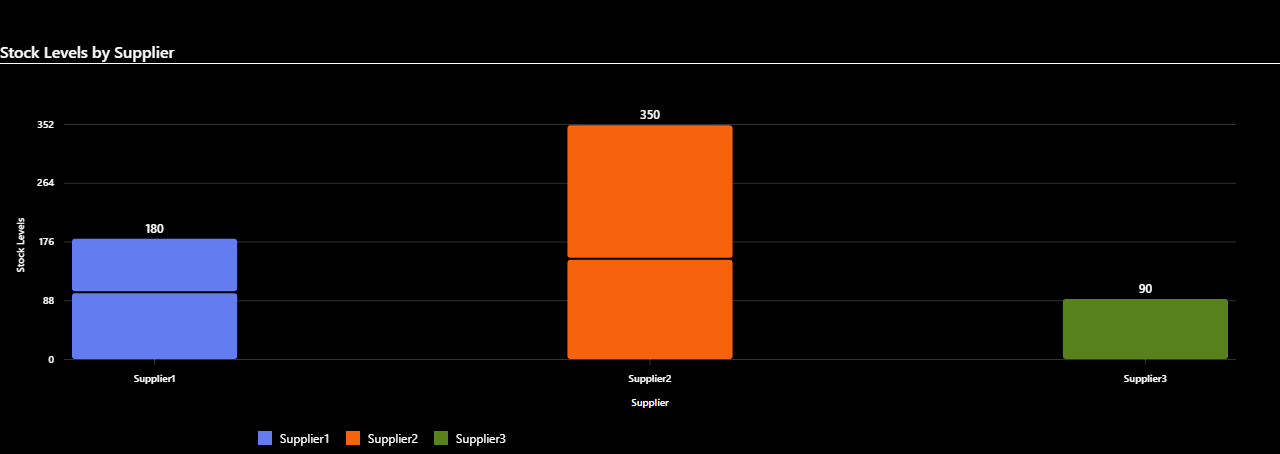 Stock Levels by Supplier
350
352
264
180
176
Stock Levels
88
90
0
Supplier1 Supplier2 Supplier3
Supplier
Supplier1 Supplier2 Supplier3